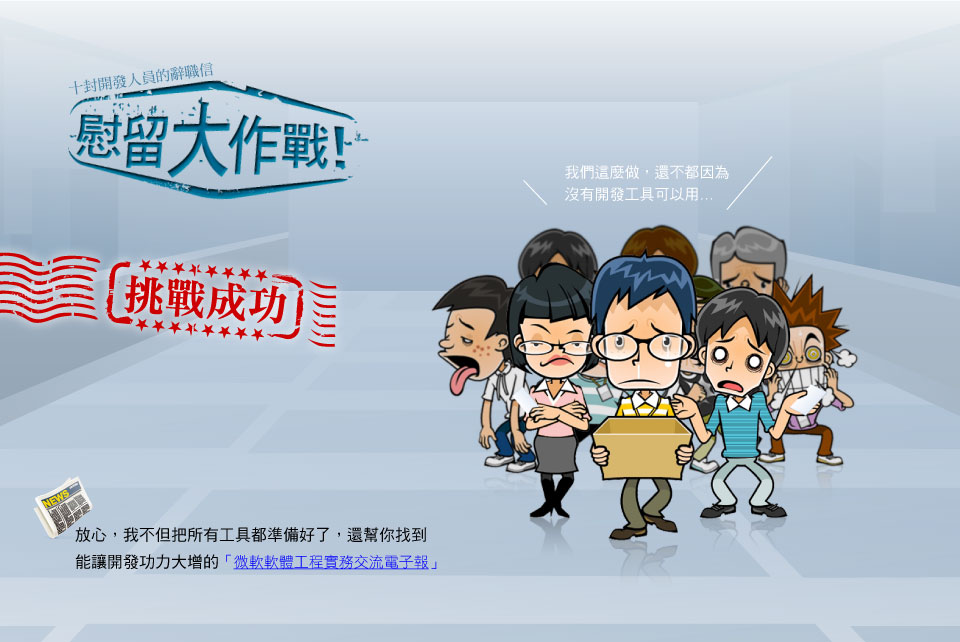 十封開發人員的辭職信
慰留大作戰!
我們這麼做，還不都因為
沒有開發工具可以用...
挑戰成功
NEWS
放心，我不但把所有工具都準備好了，還幫你找到
能讓開發功力大增的「微軟軟體工程實務交流電子報」